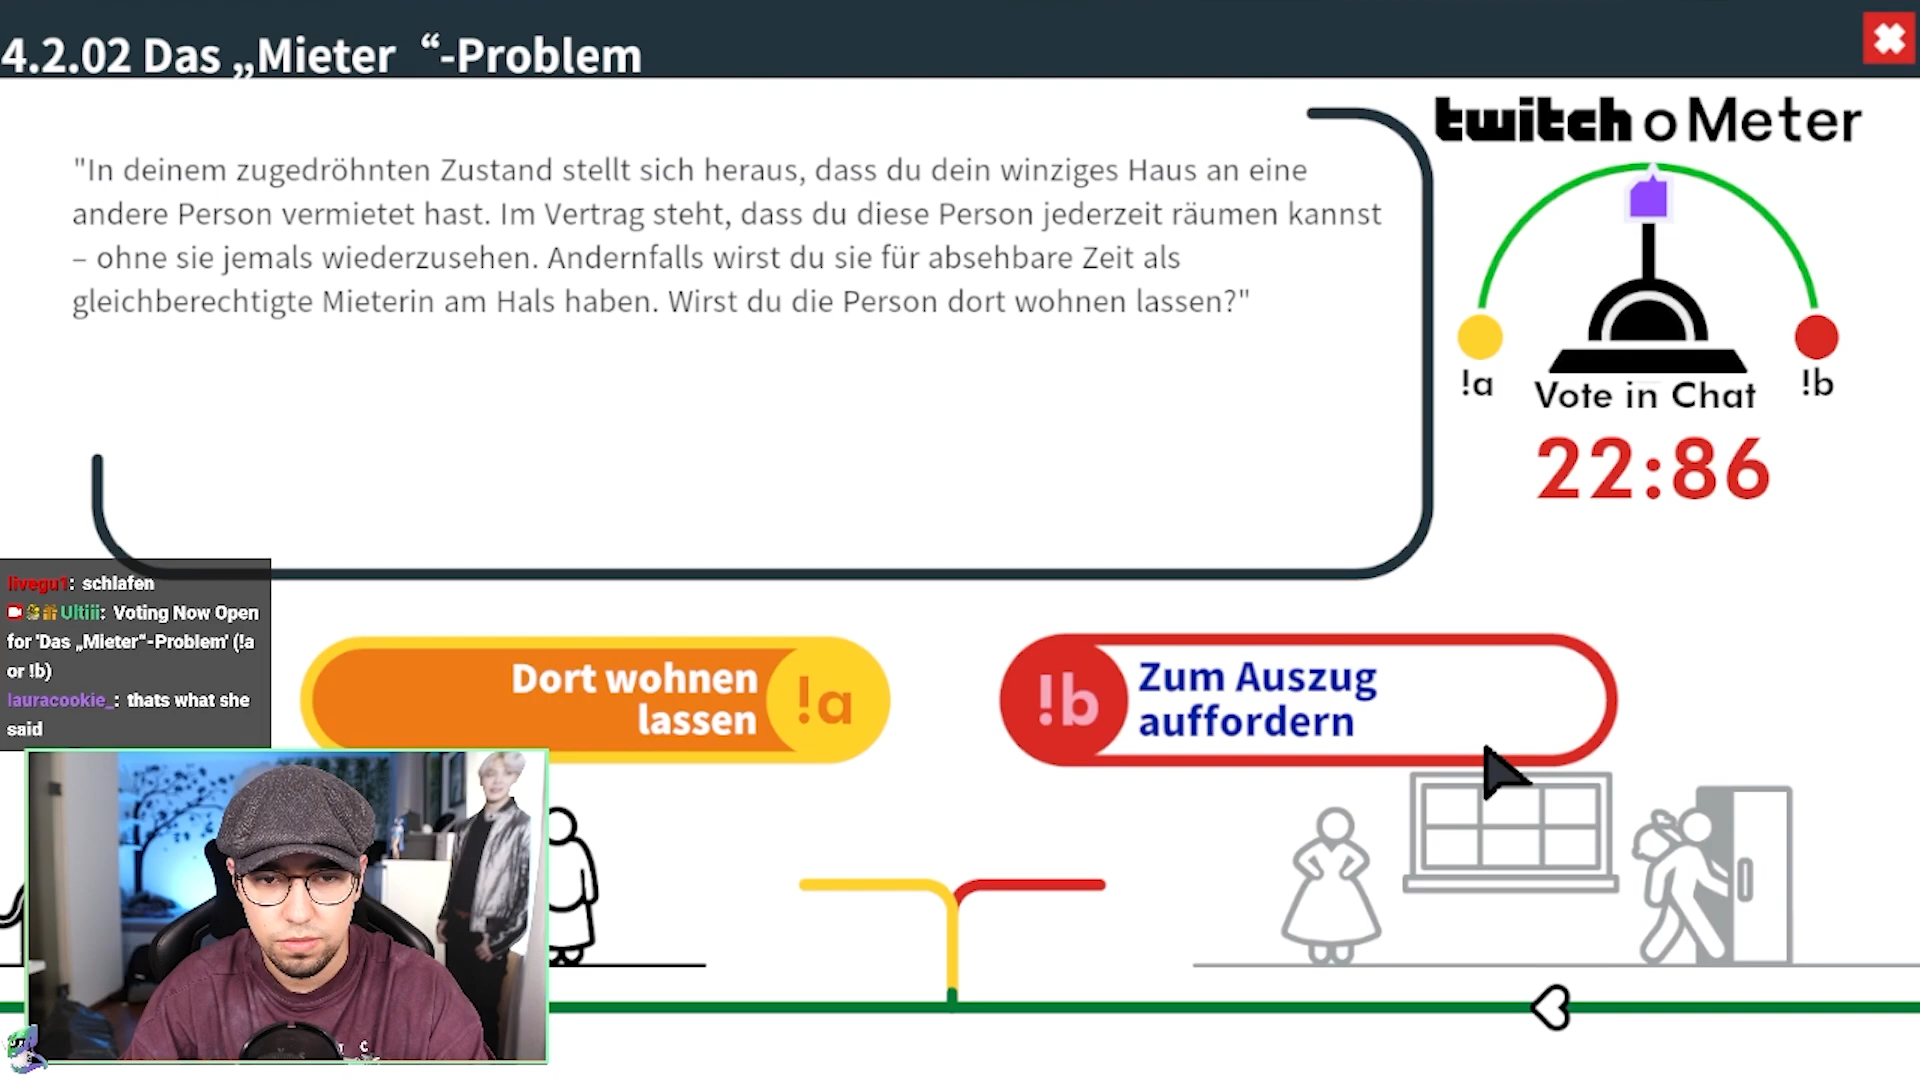 4.2.02 Das „Mieter “-Problem
"In deinem zugedröhnten Zustand stellt sich heraus, dass du dein winziges Haus an eine
andere Person vermietet hast. Im Vertrag steht, dass du diese Person jederzeit räumen kannst
– ohne sie jemals wiederzusehen. Andernfalls wirst du sie für absehbare Zeit als
gleichberechtigte Mieterin am Hals haben. Wirst du die Person dort wohnen lassen?"
twitch o Meter
!a
Vote in Chat
!b
22:86
livegu1: schlafen
Ultiii: Voting Now Open
for 'Das „Mieter“-Problem' (!a
or !b)
lauracookie_: thats what she
said
Dort wohnen
lassen
!a
!b
Zum Auszug
auffordern